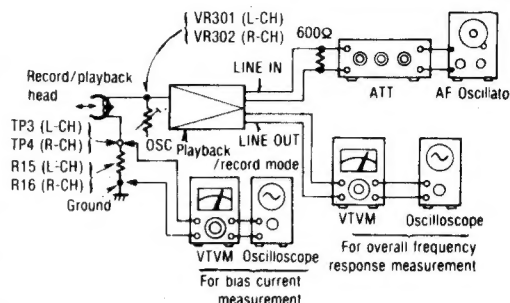 VR301 (L-CH)
VR302 (R-CH)
600Ω
Record/playback
head
LINE IN
ATT
AF Oscillato
TP3 (L-CH)
TP4 (R-CH)
OSC
Playback
/record mode
LINE OUT
R15 (L-CH)
R16 (R-CH)
Ground
VTVM
Oscilloscope
VTVM
Oscilloscope
For overall frequency
response measurement
For bias current
measurement